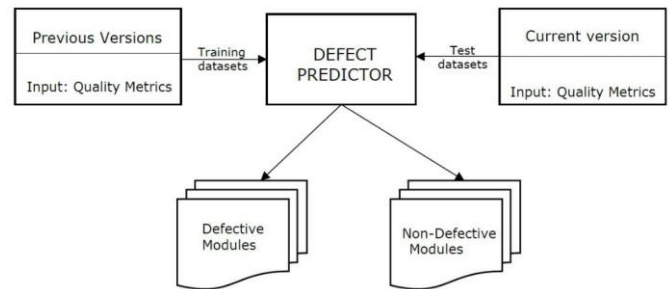 Previous Versions
Input: Quality Metrics
Training
datasets
DEFECT
PREDICTOR
Test
datasets
Current version
Input: Quality Metrics
Defective
Modules
Non-Defective
Modules